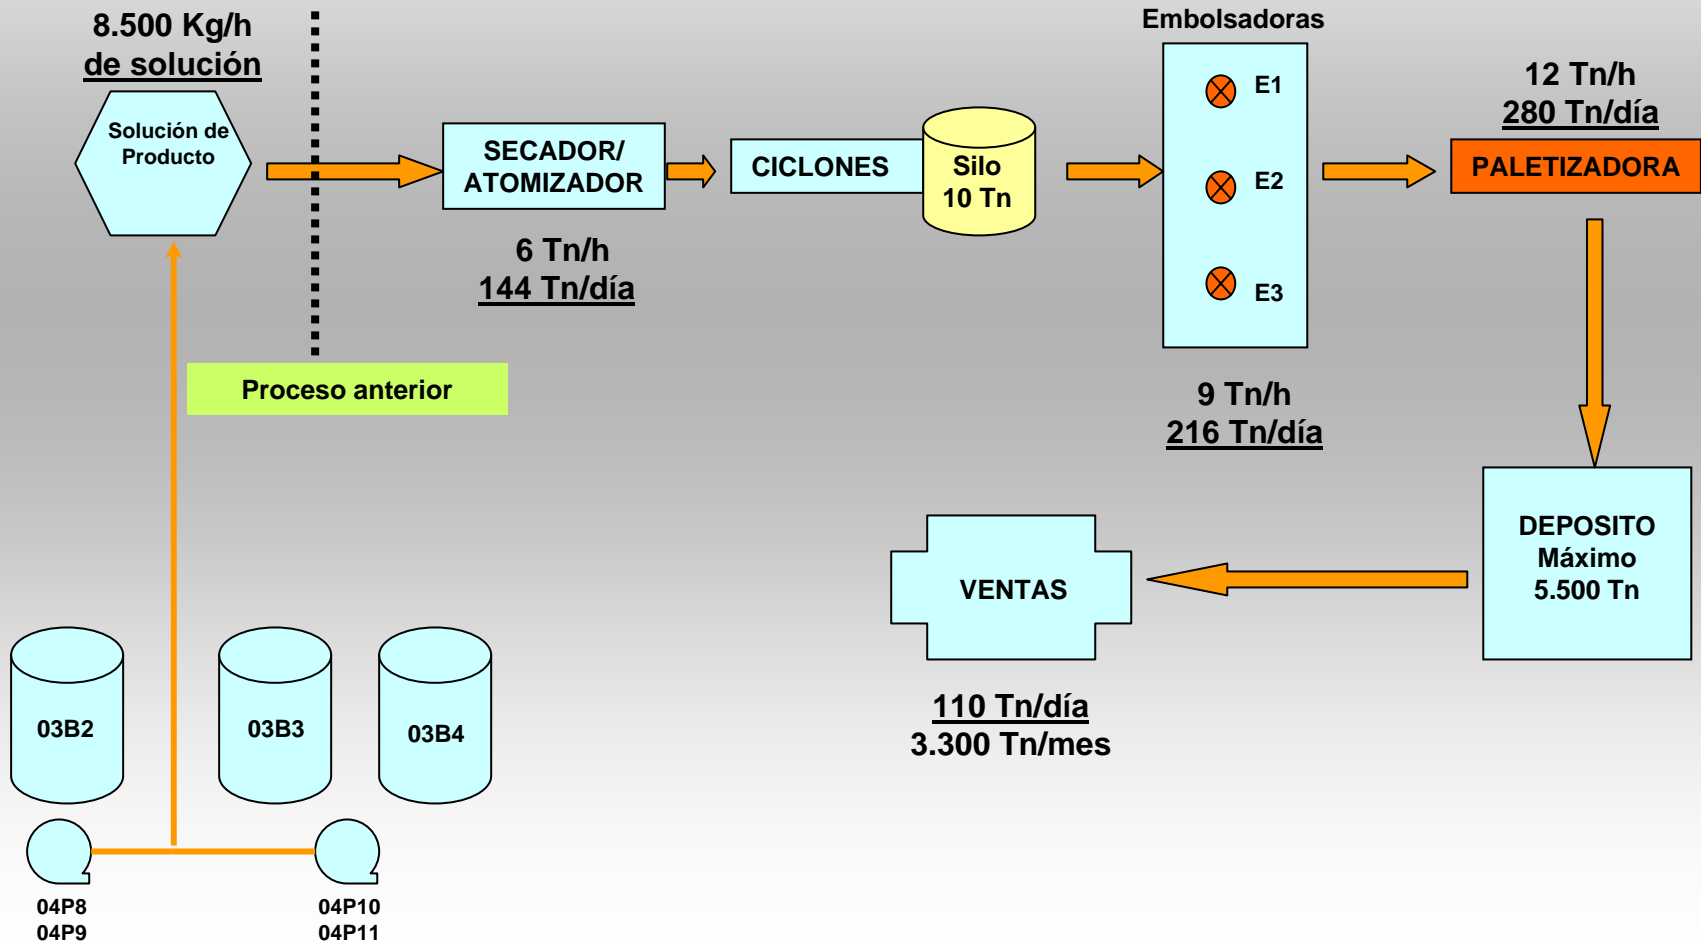 8.500 Kg/h
de solución
Solución de
Producto
Proceso anterior
SECADOR/
ATOMIZADOR
6 Tn/h
144 Tn/día
CICLONES
Silo
10 Tn
Embolsadoras
E1
E2
E3
9 Tn/h
216 Tn/día
12 Tn/h
280 Tn/día
PALETIZADORA
DEPOSITO
Máximo
5.500 Tn
VENTAS
110 Tn/día
3.300 Tn/mes
03B2
03B3
03B4
04P8
04P9
04P10
04P11